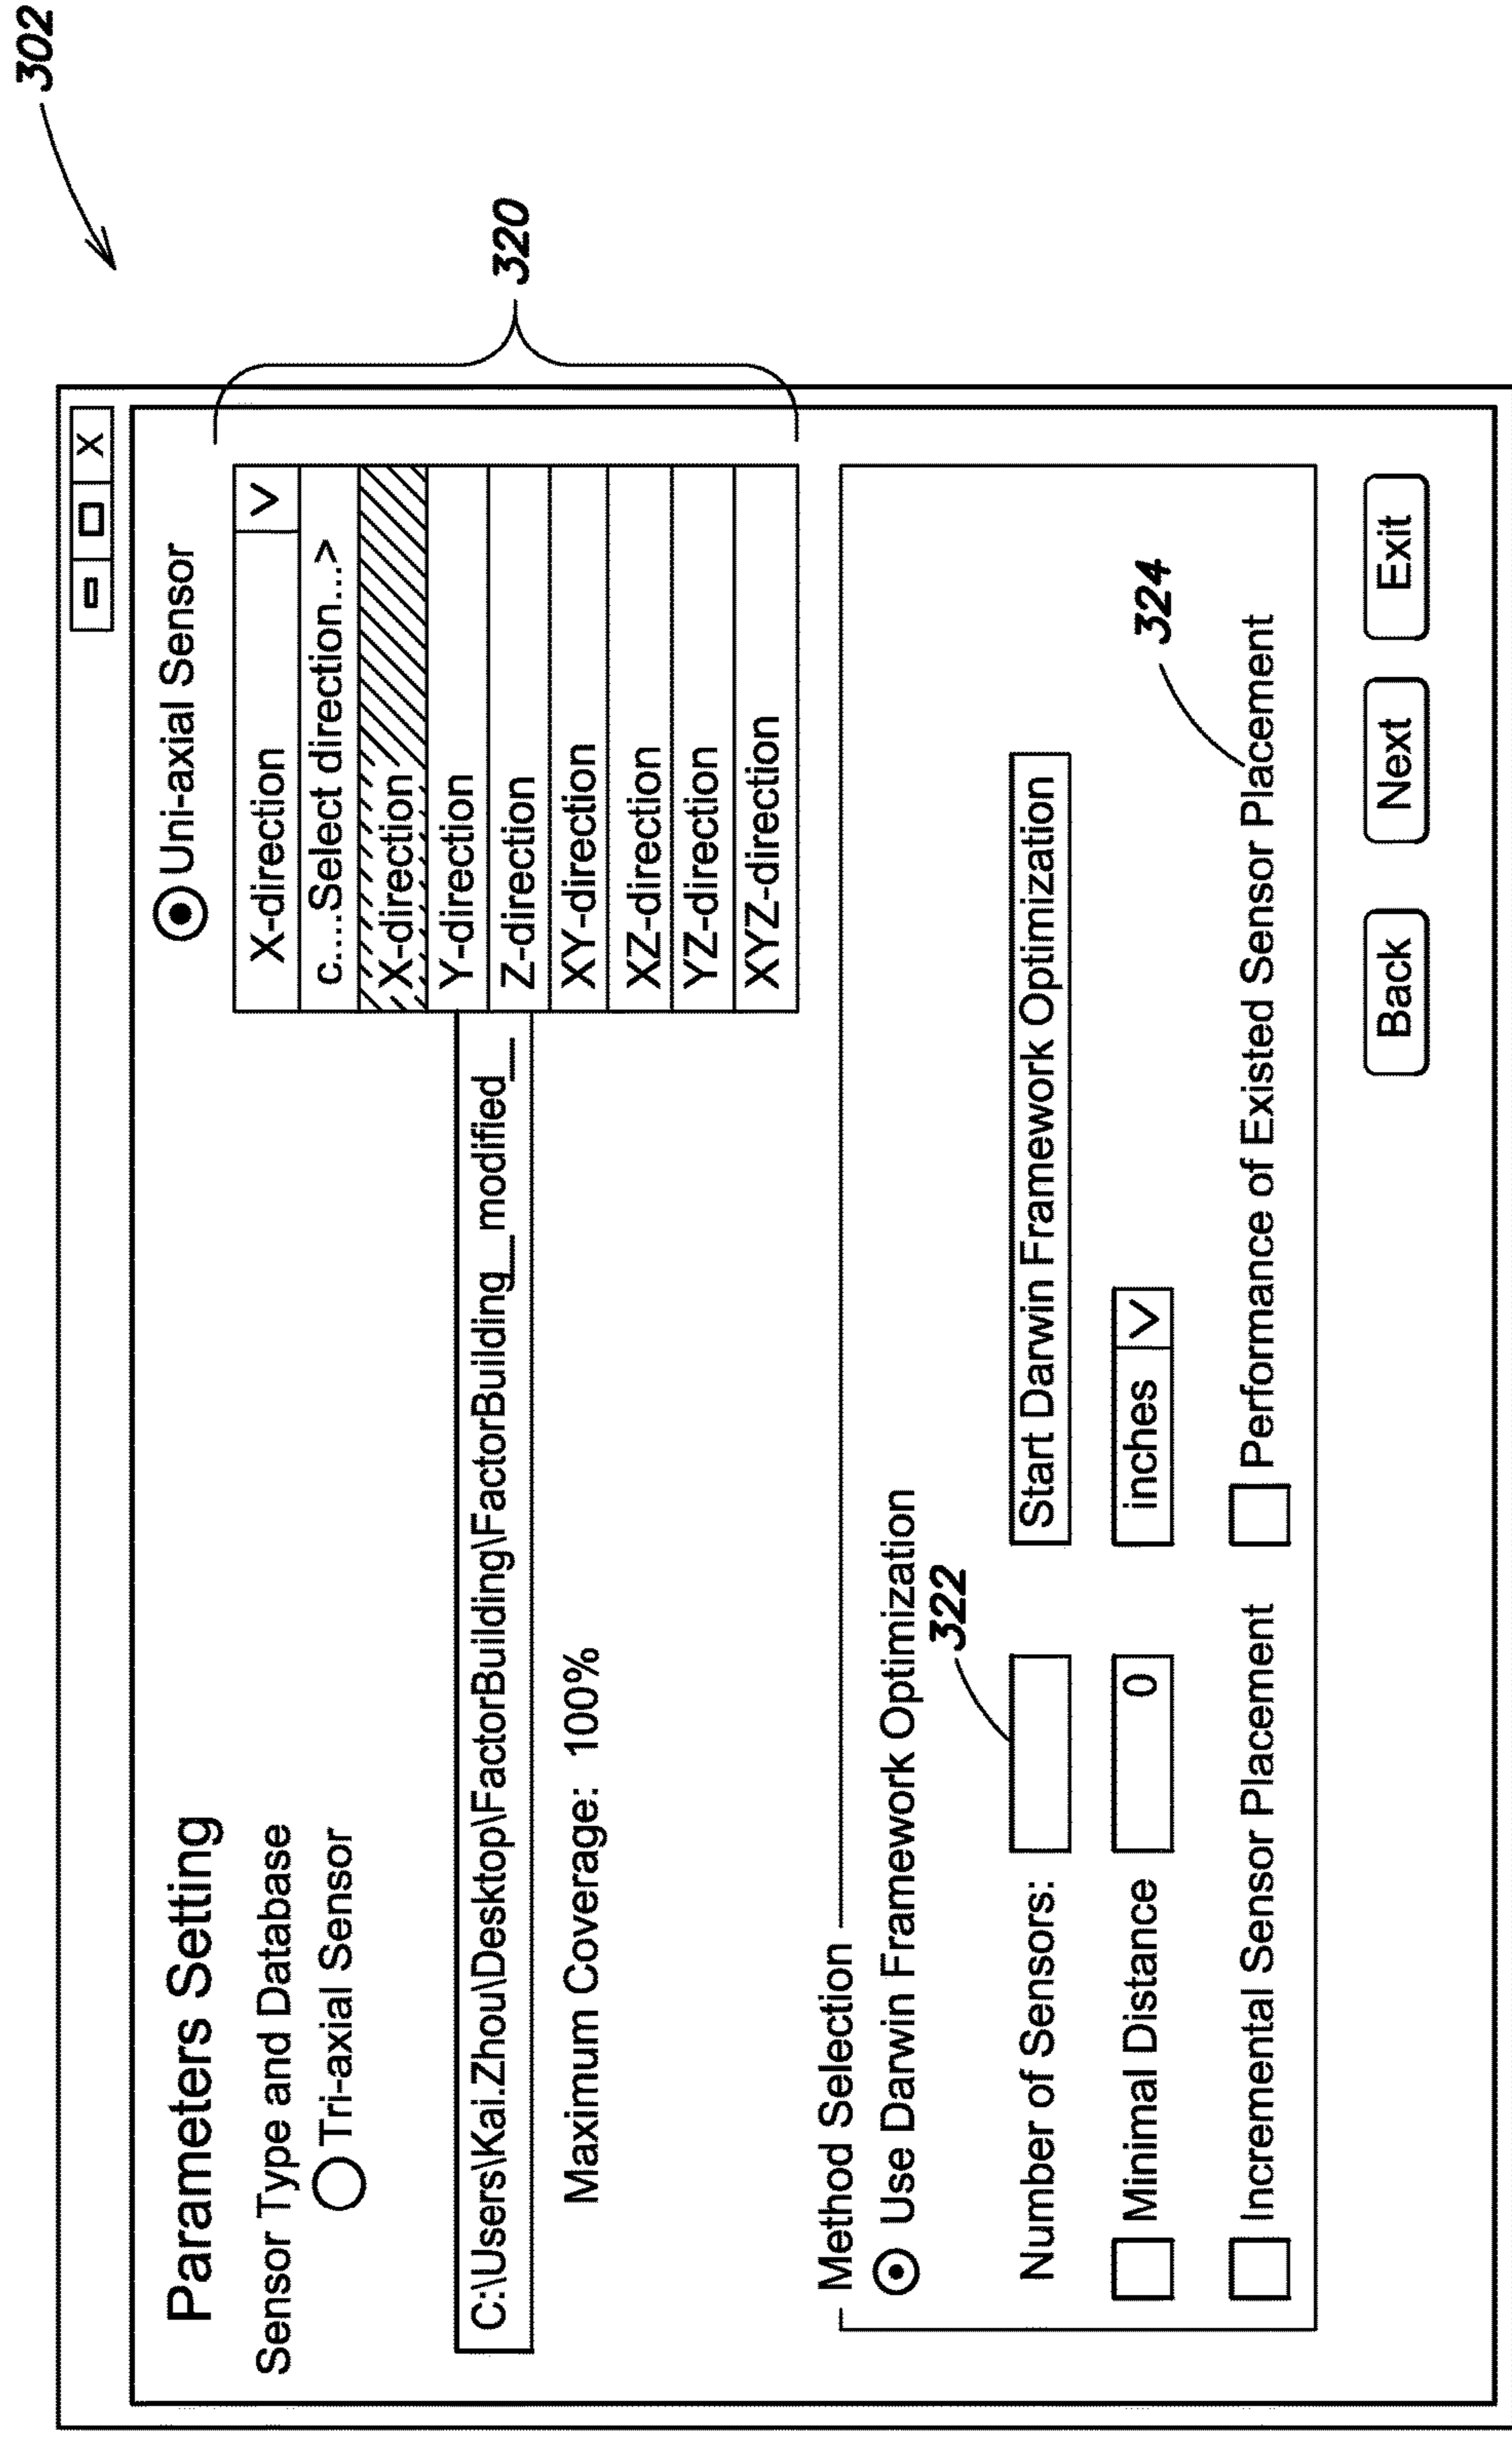 302
Parameters Setting
Sensor Type and Database
Tri-axial Sensor
Uni-axial Sensor
X-direction
c....Select direction...>
X-direction
Y-direction
Z-direction
XY-direction
XZ-direction
YZ-direction
XYZ-direction
320
C:\Users\Kai.Zhou\Desktop\FactorBuilding\FactorBuilding__modified__
Maximum Coverage: 100%
Method Selection
Use Darwin Framework Optimization
322
Number of Sensors:
Start Darwin Framework Optimization
Minimal Distance 0 inches
324
Incremental Sensor Placement
Performance of Existed Sensor Placement
Back Next Exit